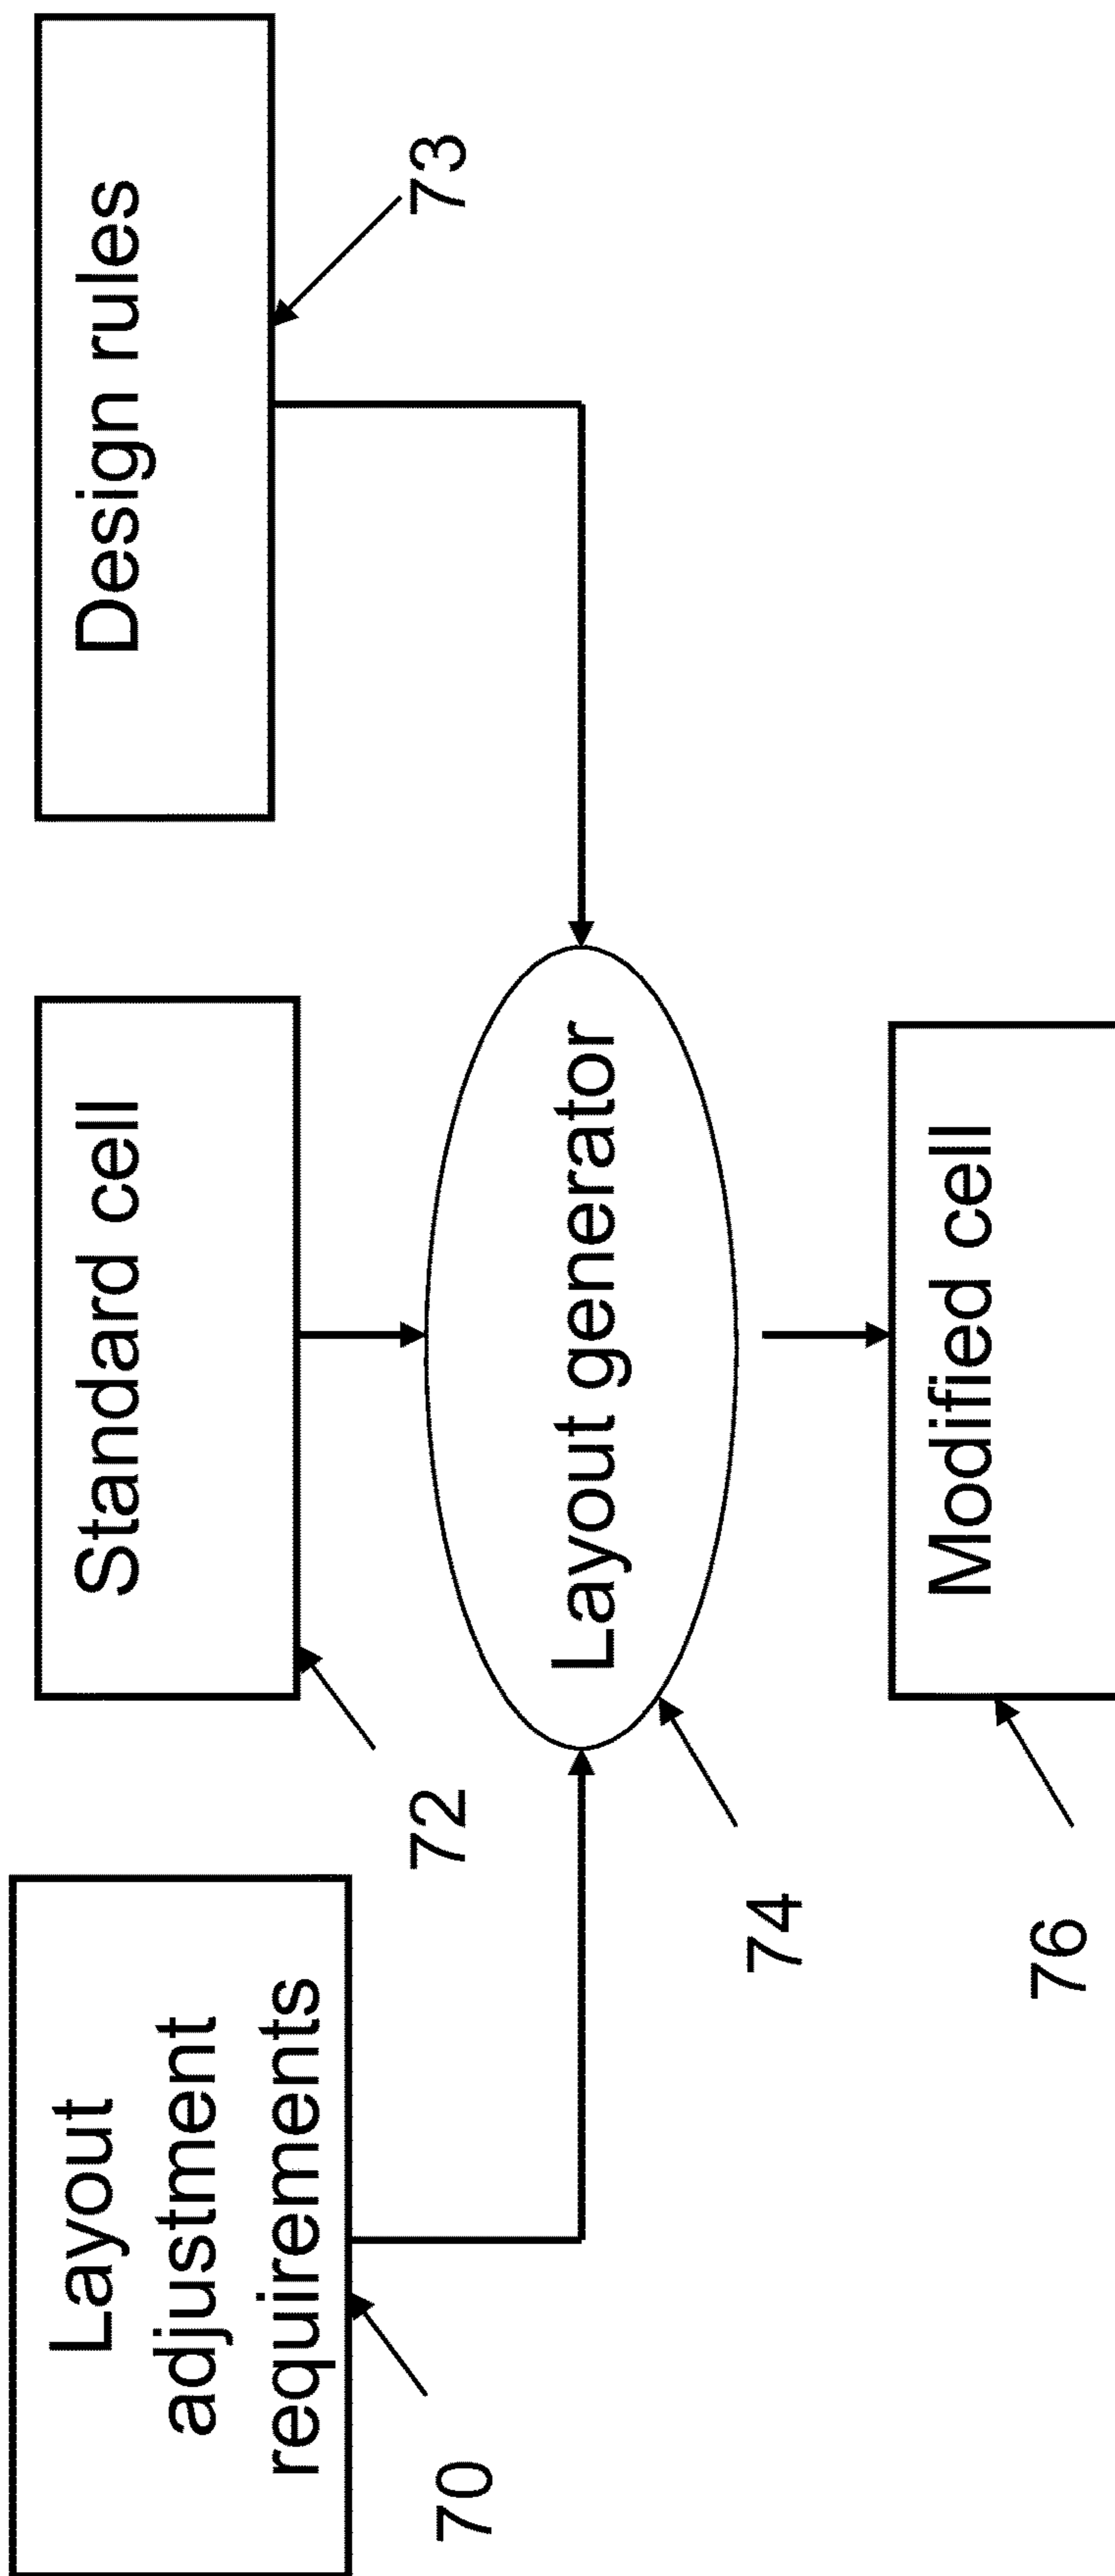 Layout
adjustment
requirements
Standard cell
Design rules
70
72
73
Layout generator
74
Modified cell
76